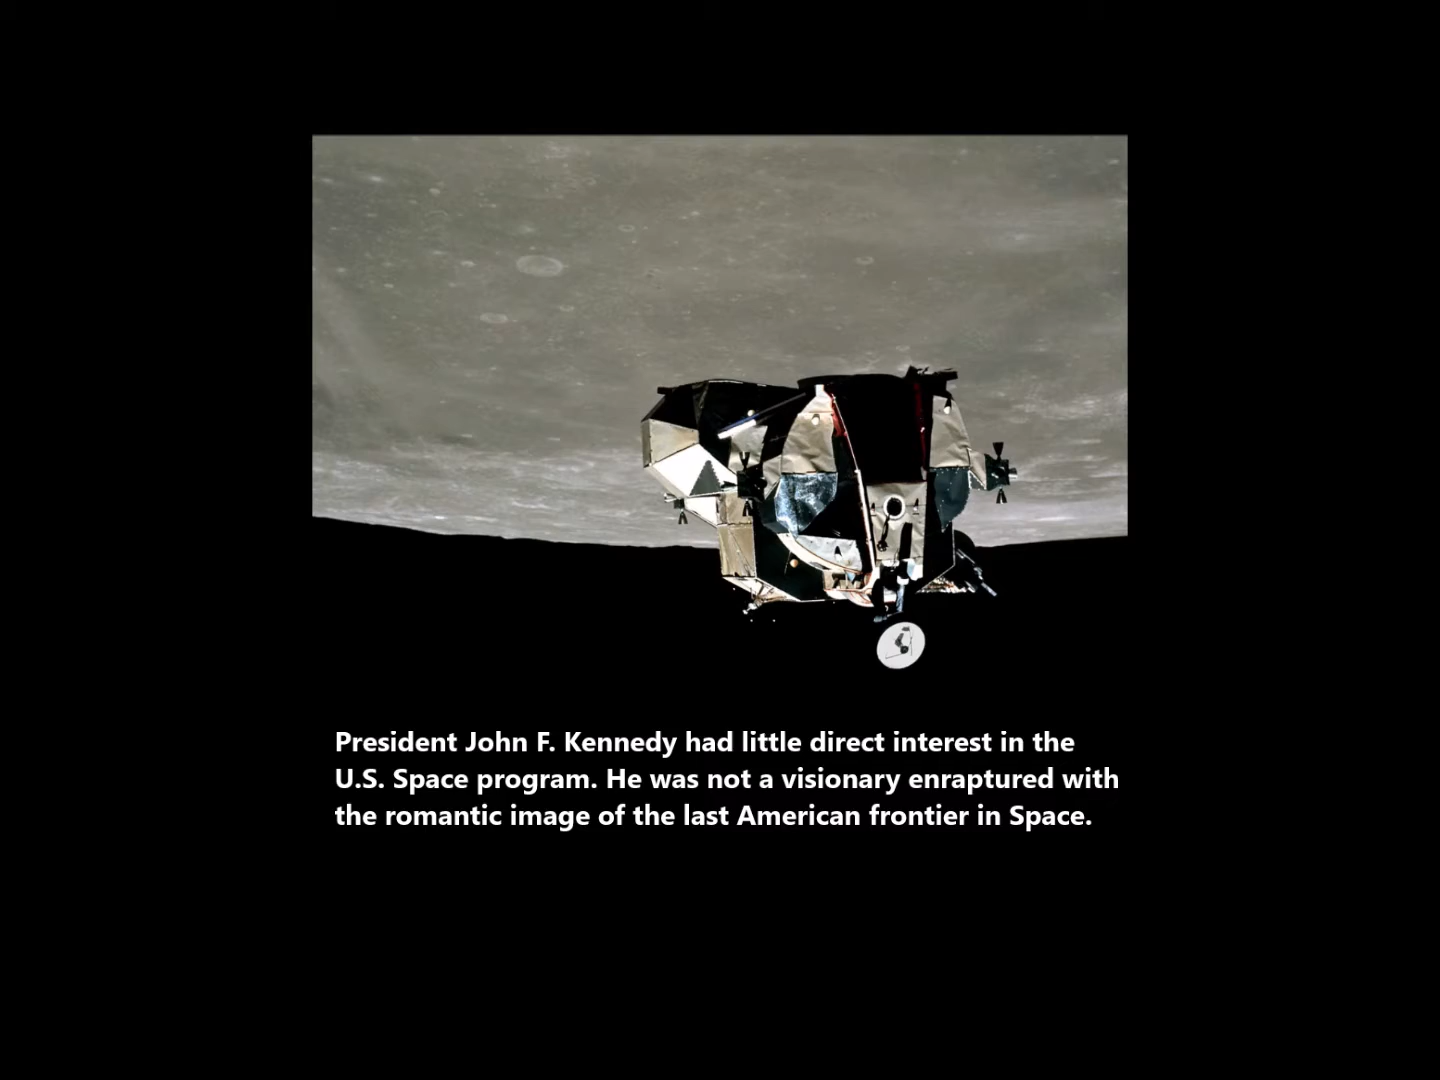 President John F. Kennedy had little direct interest in the
U.S. Space program. He was not a visionary enraptured with
the romantic image of the last American frontier in Space.